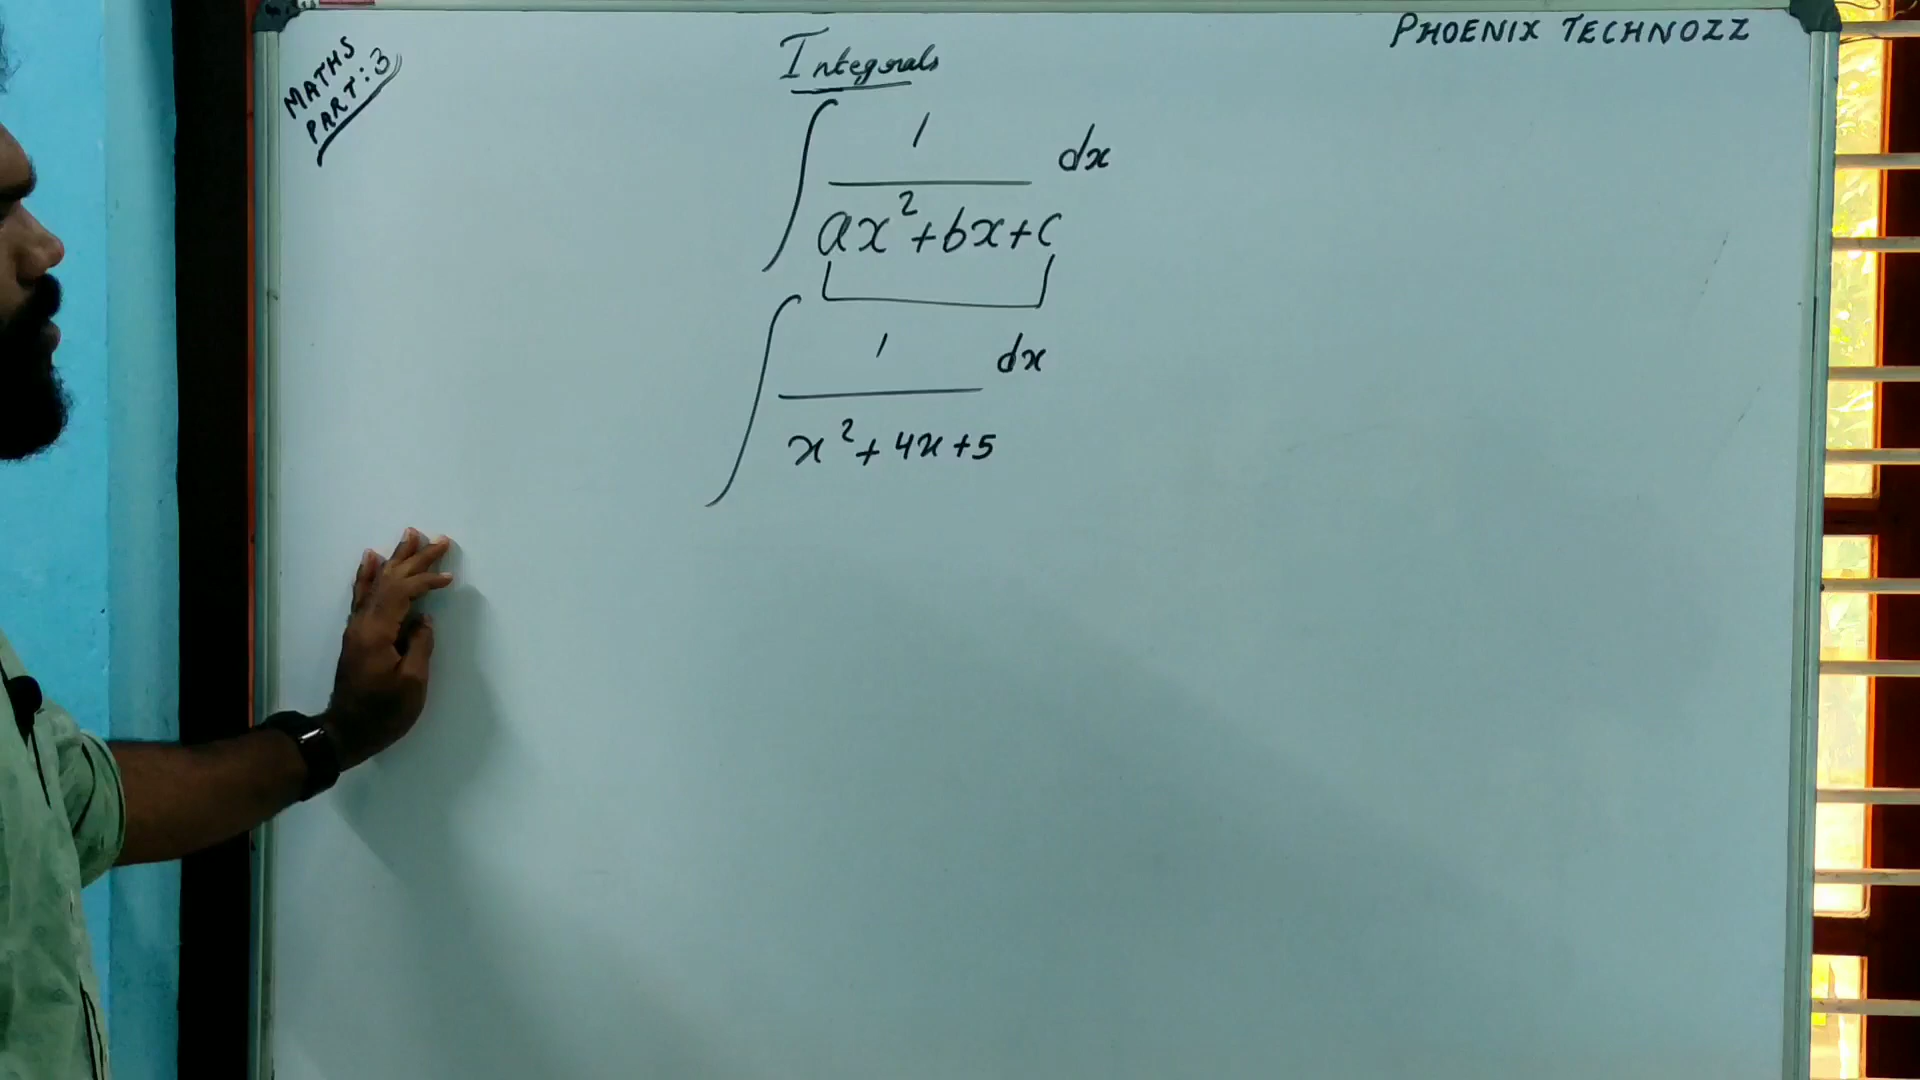 MATHS
PART:3
Integrals
PHOENIX TECHNOZZ
∫ 1 / (ax²+bx+c) dx
∫ 1 / (x²+4x+5) dx